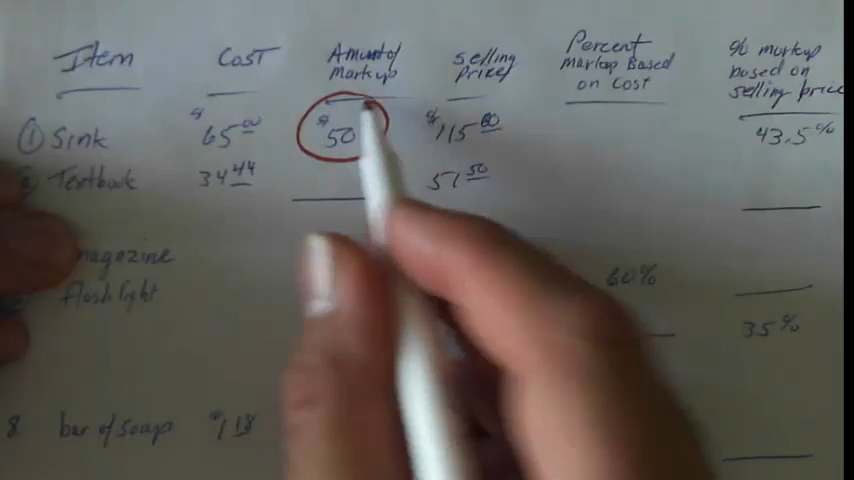 Item Cost Amount of Markup Selling Price Percent Markup Based on Cost % markup based on selling price
① Sink $65.00 $50 $115.00 43.5%
Textbook 34.44 57.50
magazine 60%
flashlight 35%
8 bar of soap $1.18